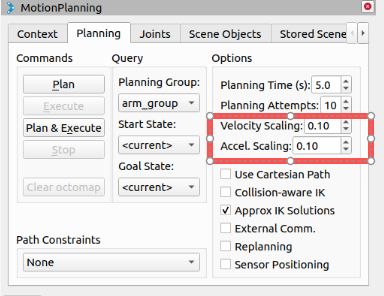 MotionPlanning
Context Planning Joints Scene Objects Stored Scene
Commands Query Options
Plan
Execute
Plan & Execute
Stop
Clear octomap
Planning Group:
arm_group
Start State:
<current>
Goal State:
<current>
Planning Time (s): 5.0
Planning Attempts: 10
Velocity Scaling: 0.10
Accel. Scaling: 0.10
Use Cartesian Path
Collision-aware IK
Approx IK Solutions
External Comm.
Replanning
Sensor Positioning
Path Constraints
None